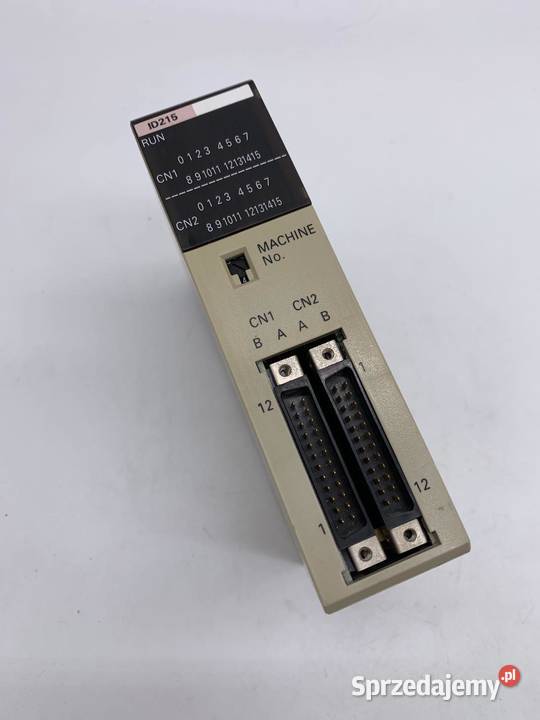 ID215
RUN
0 1 2 3 4 5 6 7
CN1
8 9 10 11 12 13 14 15
0 1 2 3 4 5 6 7
CN2
8 9 10 11 12 13 14 15
MACHINE
No.
CN1 CN2
B A A B
1
12
12
1
Sprzedajemy.pl